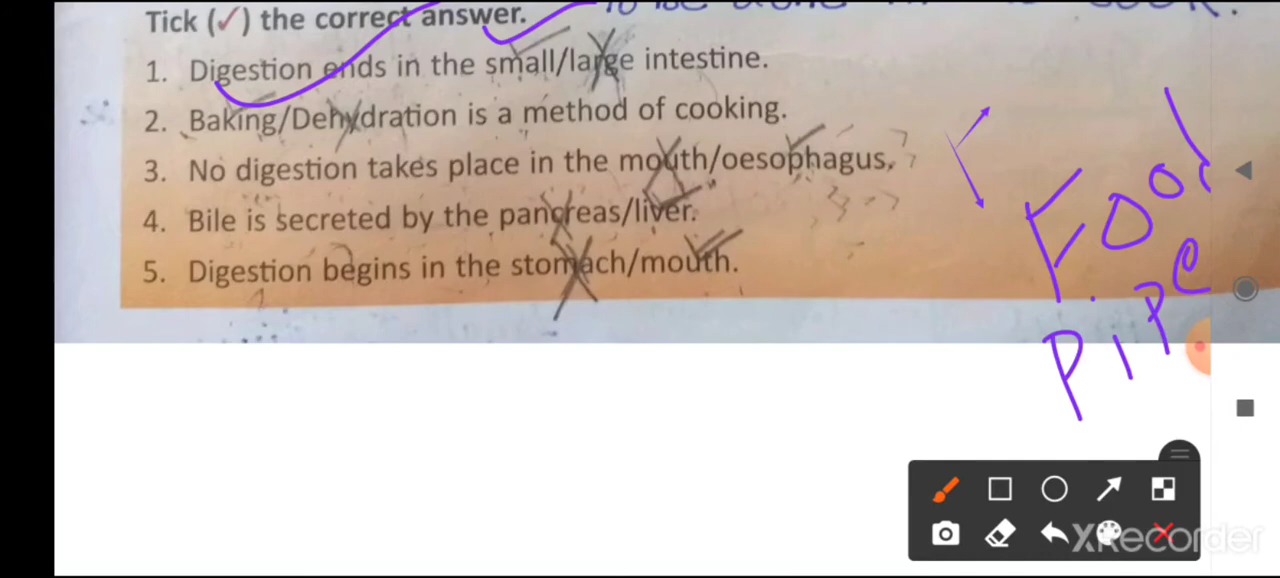 Tick (✓) the correct answer.
1. Digestion ends in the small/large intestine.
2. Baking/Dehydration is a method of cooking.
3. No digestion takes place in the mouth/oesophagus.
4. Bile is secreted by the pancreas/liver.
5. Digestion begins in the stomach/mouth.
Food
Pipe
XRecorder